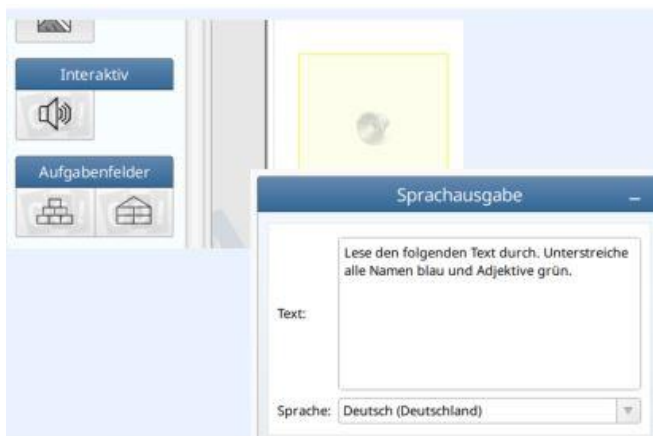 Interaktiv
Aufgabenfelder
Sprachausgabe
Text:
Lese den folgenden Text durch. Unterstreiche
alle Namen blau und Adjektive grün.
Sprache: Deutsch (Deutschland)